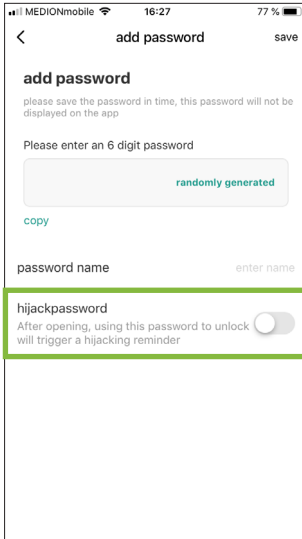 MEDIONmobile 16:27 77 %
add password save
add password
please save the password in time, this password will not be
displayed on the app
Please enter an 6 digit password
randomly generated
copy
password name enter name
hijackpassword
After opening, using this password to unlock
will trigger a hijacking reminder